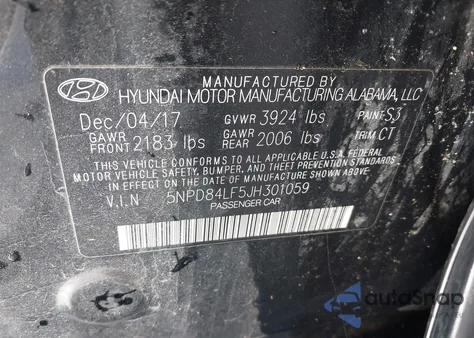 MANUFACTURED BY
HYUNDAI MOTOR MANUFACTURING ALABAMA, LLC
Dec/04/17 GVWR 3924 lbs PAINT S3
GAWR FRONT 2183 lbs GAWR REAR 2006 lbs TRIM CT
THIS VEHICLE CONFORMS TO ALL APPLICABLE U.S. FEDERAL
MOTOR VEHICLE SAFETY, BUMPER, AND THEFT PREVENTION STANDARDS
IN EFFECT ON THE DATE OF MANUFACTURE SHOWN ABOVE.
V.I.N 5NPD84LF5JH301059
PASSENGER CAR
autoSnap